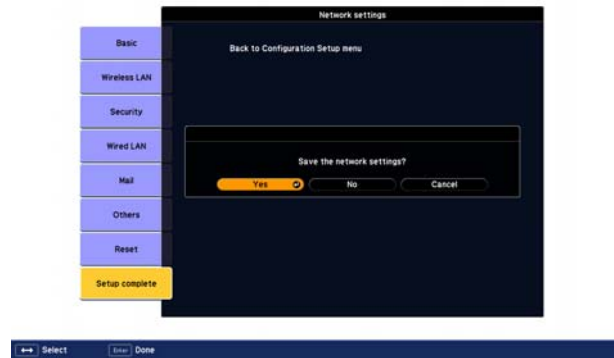 Network settings
Basic
Back to Configuration Setup menu
Wireless LAN
Security
Wired LAN
Save the network settings?
Mail
Yes No Cancel
Others
Reset
Setup complete
Select Enter Done